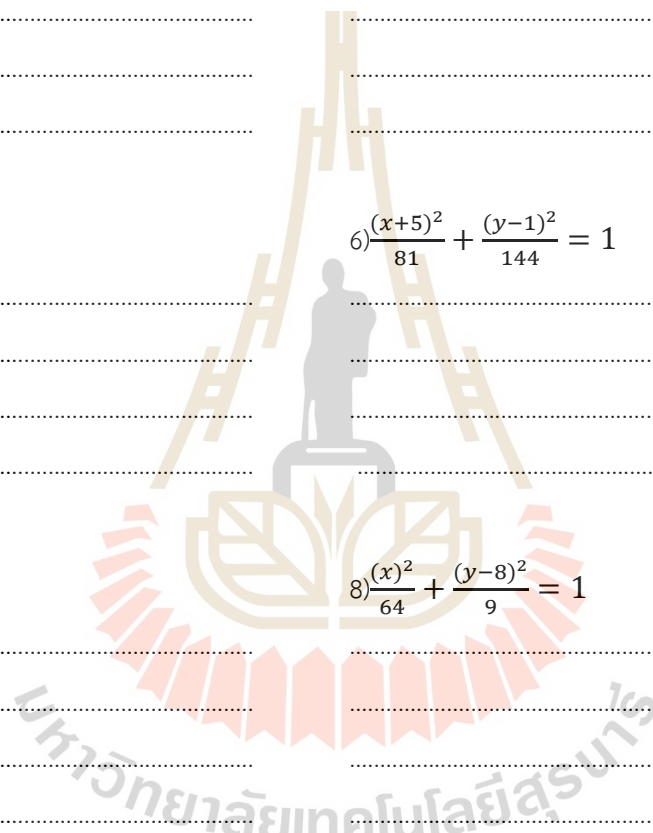 6) (x+5)²/81 + (y−1)²/144 = 1
8) (x)²/64 + (y−8)²/9 = 1
มหาวิทยาลัยเทคโนโลยีสุรนารี